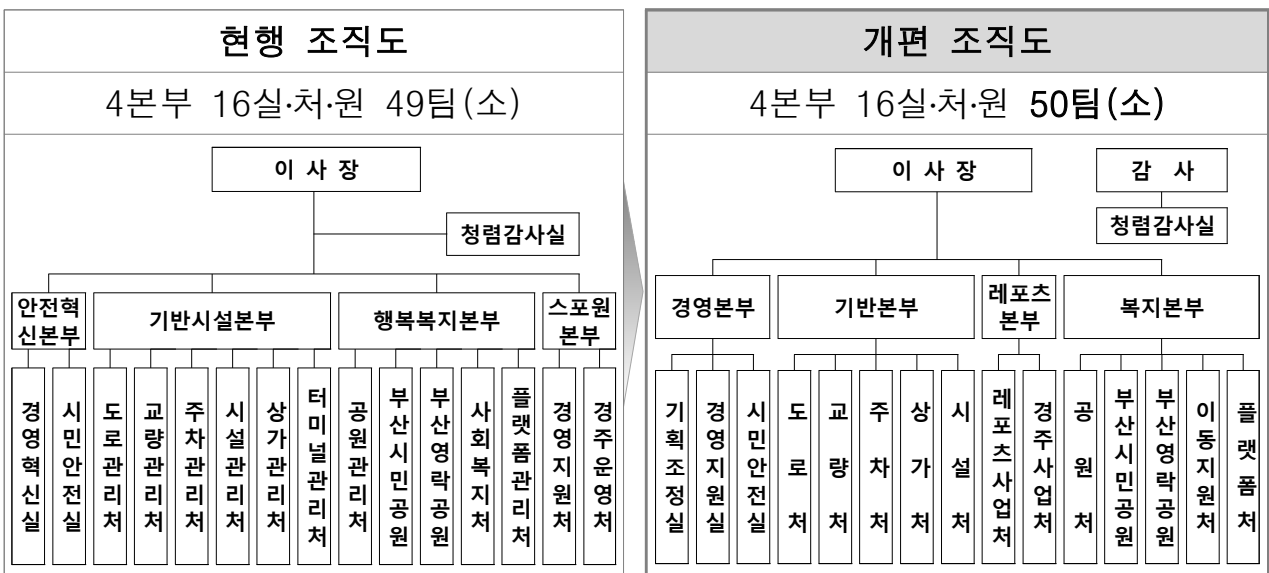 현행 조직도
4본부 16실·처·원 49팀(소)
이 사 장
청렴감사실
안전혁
신본부
기반시설본부
행복복지본부
스포원
본부
경영혁신실
시민안전실
도로관리처
교량관리처
주차관리처
시설관리처
상가관리처
터미널관리처
공원관리처
부산시민공원
부산영락공원
사회복지처
플랫폼관리처
경영지원처
경주운영처
개편 조직도
4본부 16실·처·원 50팀(소)
이 사 장
감 사
청렴감사실
경영본부
기반본부
레포츠
본부
복지본부
기획조정실
경영지원실
시민안전실
도로처
교량처
주차처
상가처
시설처
레포츠사업처
경주사업처
공원처
부산시민공원
부산영락공원
이동지원처
플랫폼처